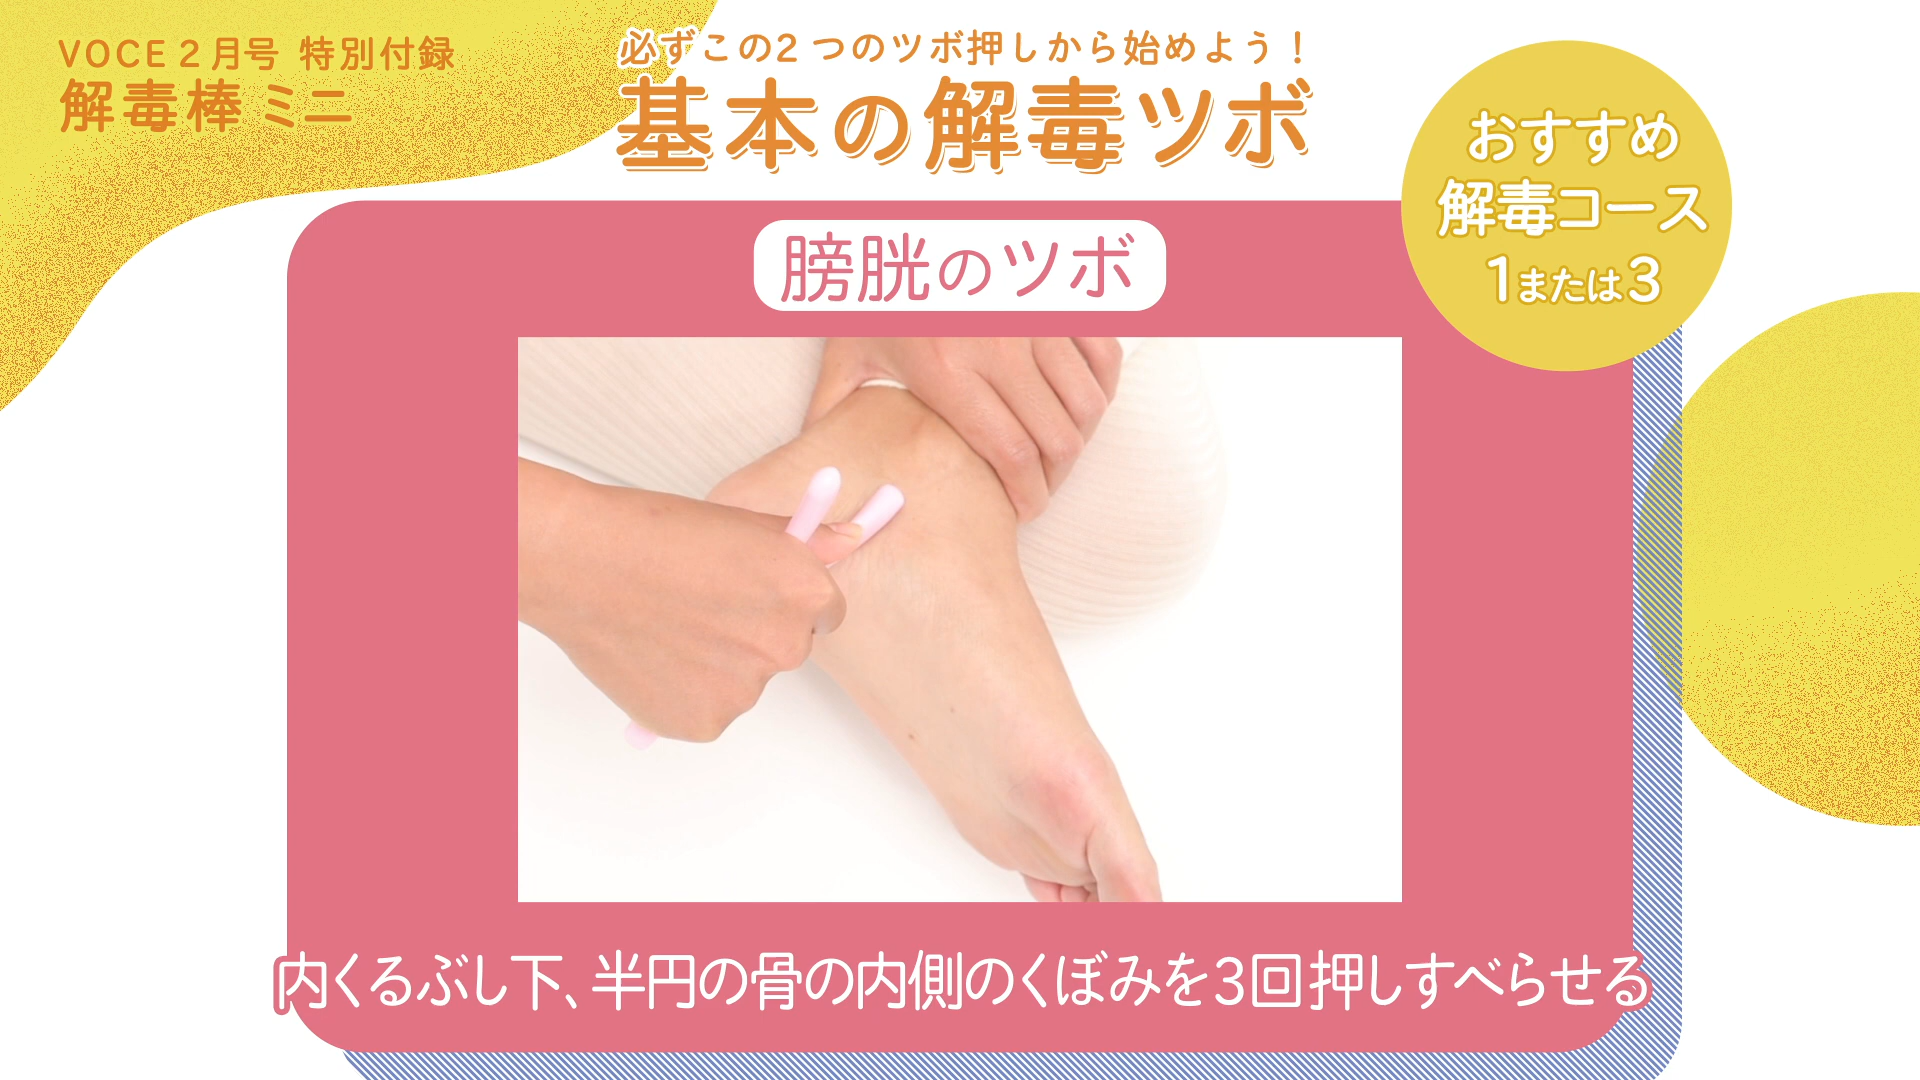 VOCE2月号 特別付録
解毒棒 ミニ
必ずこの2つのツボ押しから始めよう！
基本の解毒ツボ
おすすめ
解毒コース
1または3
膀胱のツボ
内くるぶし下、半円の骨の内側のくぼみを3回押しすべらせる